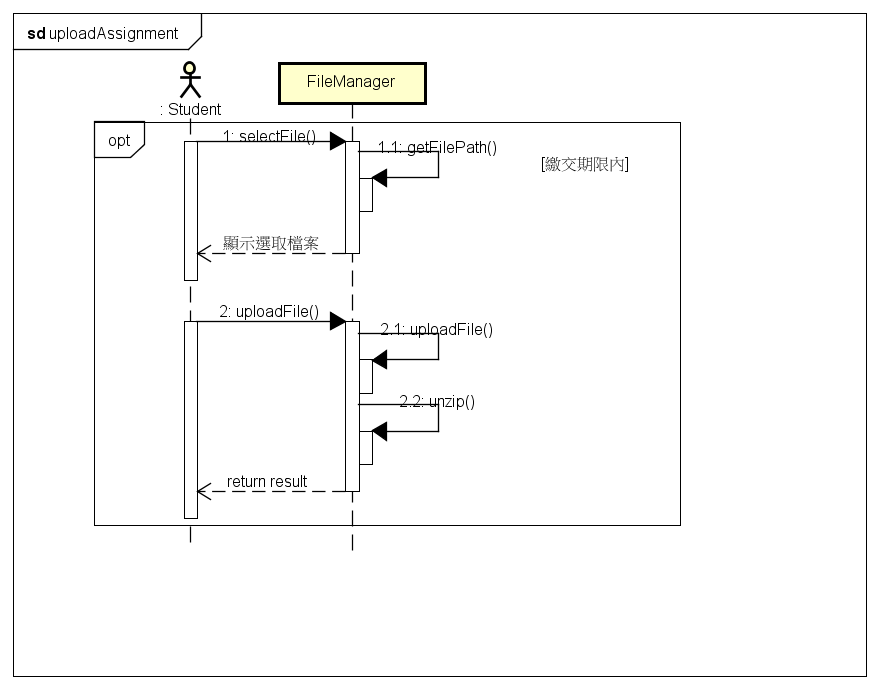 sd uploadAssignment
: Student
FileManager
opt
1: selectFile()
1.1: getFilePath()
[繳交期限內]
顯示選取檔案
2: uploadFile()
2.1: uploadFile()
2.2: unzip()
return result